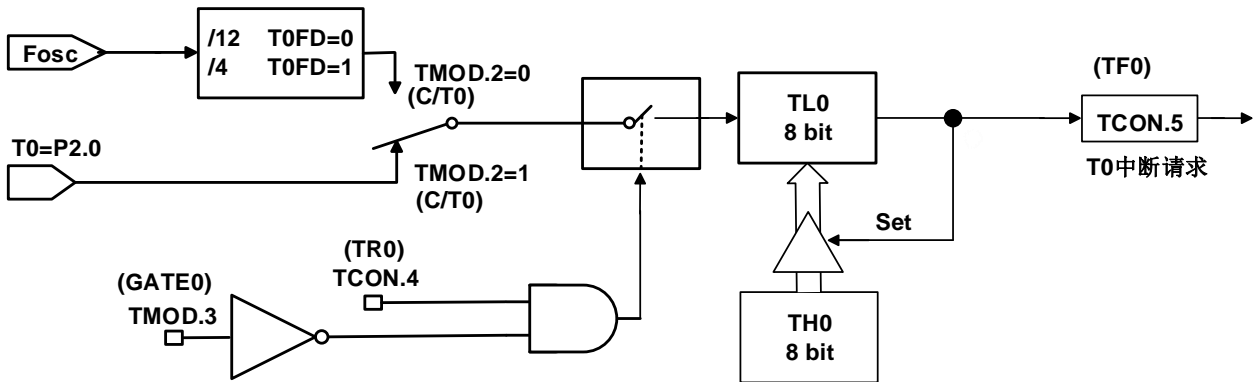 Fosc
/12 T0FD=0
/4 T0FD=1
TMOD.2=0
(C/T0)
T0=P2.0
TMOD.2=1
(C/T0)
TL0
8 bit
(TF0)
TCON.5
T0中断请求
Set
(TR0)
TCON.4
(GATE0)
TMOD.3
TH0
8 bit